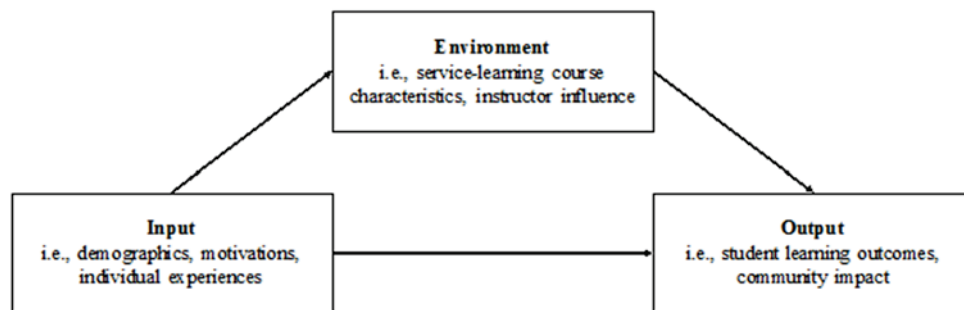 Environment
i.e., service-learning course
characteristics, instructor influence
Input
i.e., demographics, motivations,
individual experiences
Output
i.e., student learning outcomes,
community impact